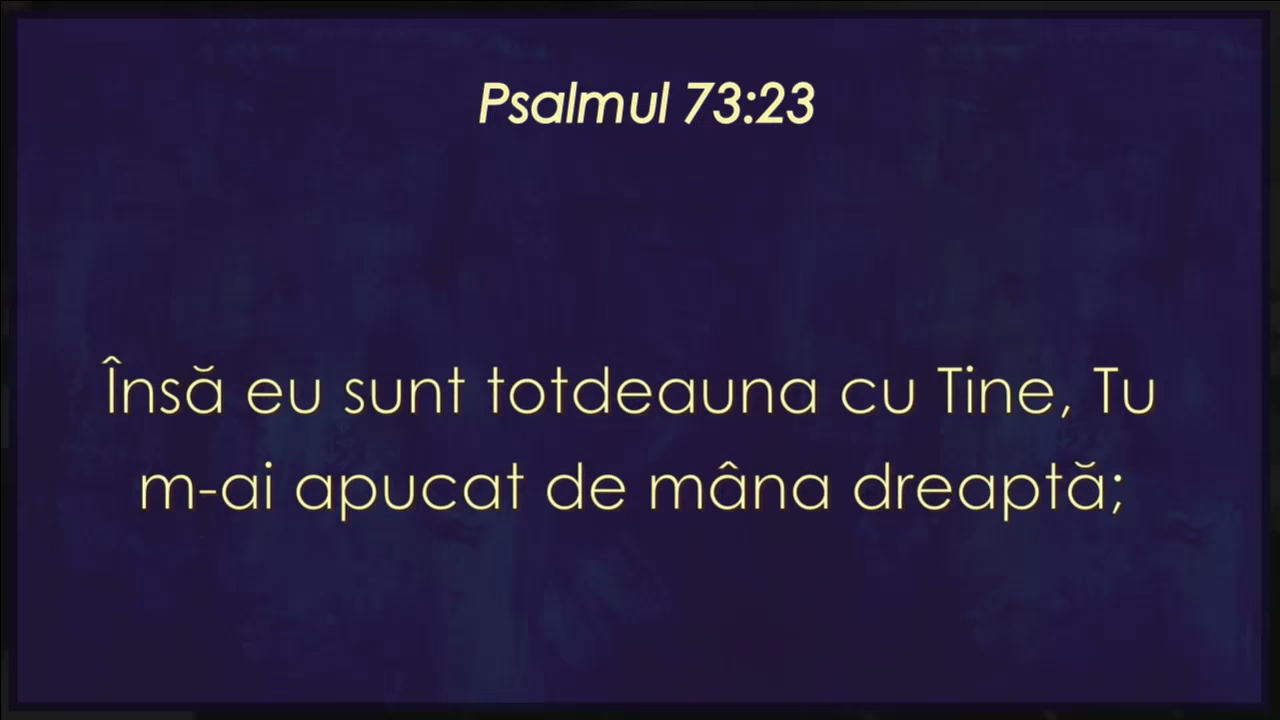 Psalmul 73:23
Însă eu sunt totdeauna cu Tine, Tu
m-ai apucat de mâna dreaptă;